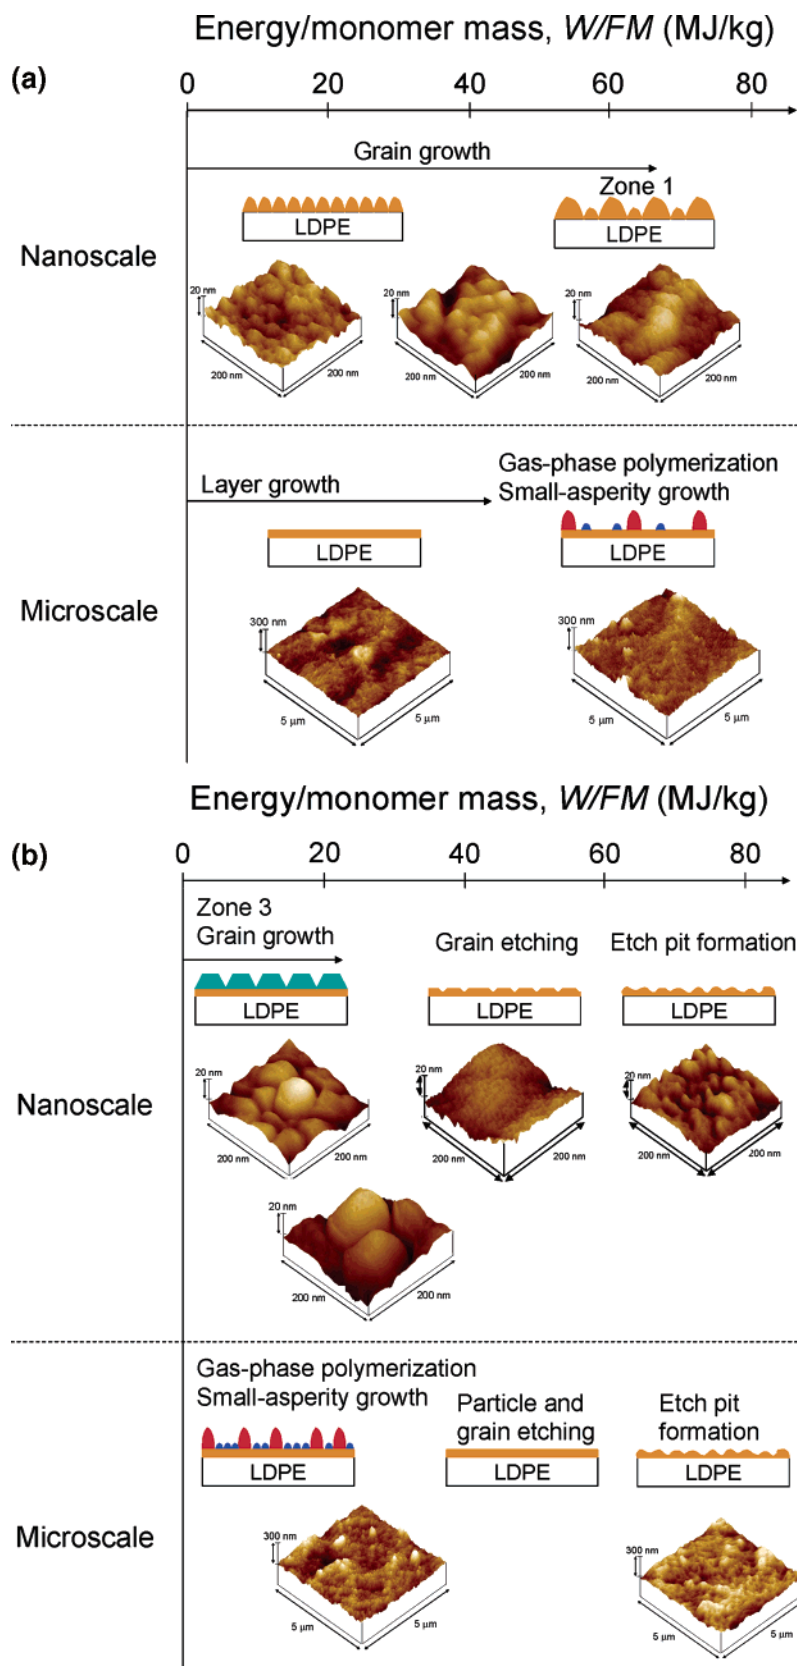 Energy/monomer mass, W/FM (MJ/kg)
(a)
0 20 40 60 80
Grain growth
Zone 1
LDPE LDPE
Nanoscale
20 nm 20 nm 20 nm
200 nm 200 nm 200 nm 200 nm 200 nm 200 nm
Gas-phase polymerization
Layer growth Small-asperity growth
LDPE LDPE
Microscale
300 nm 300 nm
5 μm 5 μm 5 μm 5 μm
Energy/monomer mass, W/FM (MJ/kg)
(b)
0 20 40 60 80
Zone 3
Grain growth Grain etching Etch pit formation
LDPE LDPE LDPE
20 nm 20 nm 20 nm
Nanoscale
200 nm 200 nm 200 nm 200 nm 200 nm 200 nm
20 nm
200 nm 200 nm
Gas-phase polymerization
Small-asperity growth Particle and Etch pit
grain etching formation
LDPE LDPE LDPE
Microscale
300 nm 300 nm
5 μm 5 μm 5 μm 5 μm